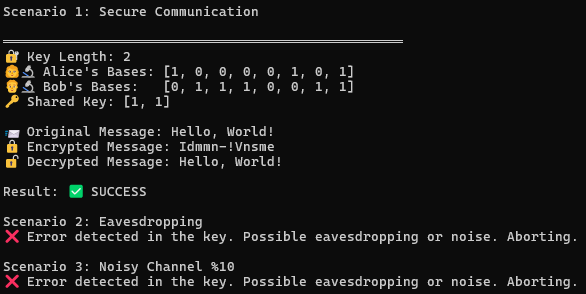 Scenario 1: Secure Communication
🔐 Key Length: 2
👩‍🔬 Alice's Bases: [1, 0, 0, 0, 0, 1, 0, 1]
👨‍🔬 Bob's Bases:   [0, 1, 1, 1, 0, 0, 1, 1]
🔑 Shared Key: [1, 1]
📨 Original Message: Hello, World!
🔒 Encrypted Message: Idmmn-!Vnsme
🔓 Decrypted Message: Hello, World!
Result: ✅ SUCCESS
Scenario 2: Eavesdropping
❌ Error detected in the key. Possible eavesdropping or noise. Aborting.
Scenario 3: Noisy Channel %10
❌ Error detected in the key. Possible eavesdropping or noise. Aborting.